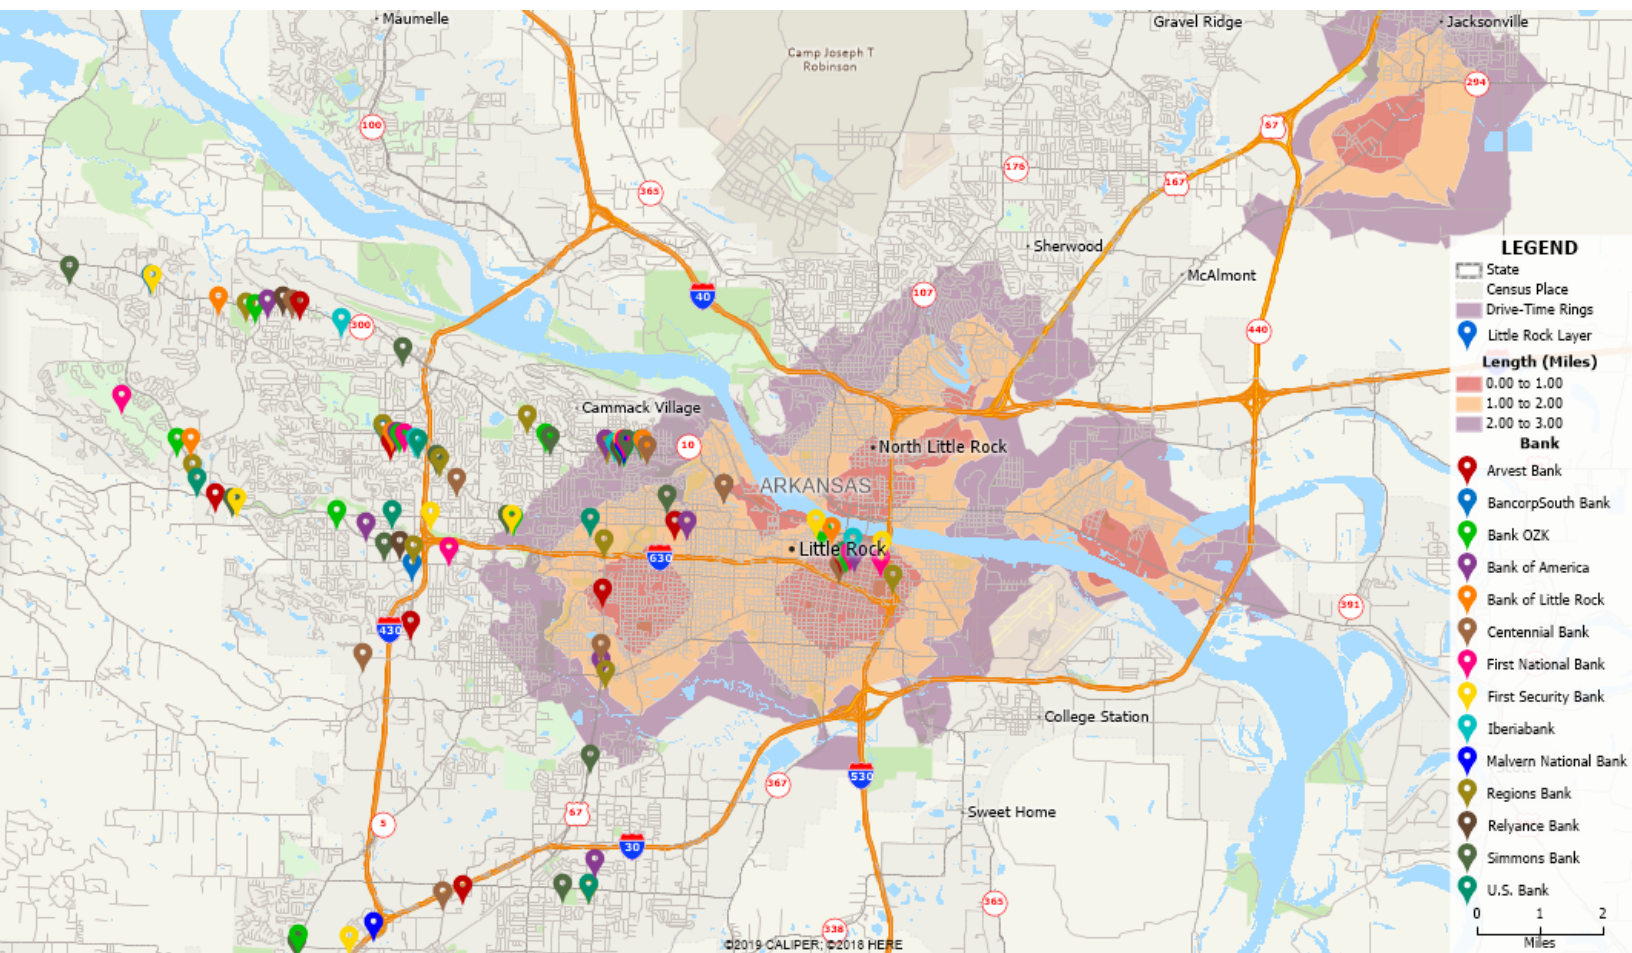 Maumelle
Gravel Ridge
Jacksonville
Camp Joseph T
Robinson
294
100
67
176
167
365
Sherwood
McAlmont
107
40
300
440
Cammack Village
10
North Little Rock
ARKANSAS
Little Rock
630
430
391
College Station
530
367
67
Sweet Home
5
30
365
338
©2019 CALIPER; ©2018 HERE
LEGEND
State
Census Place
Drive-Time Rings
Little Rock Layer
Length (Miles)
0.00 to 1.00
1.00 to 2.00
2.00 to 3.00
Bank
Arvest Bank
BancorpSouth Bank
Bank OZK
Bank of America
Bank of Little Rock
Centennial Bank
First National Bank
First Security Bank
Iberiabank
Malvern National Bank
Regions Bank
Relyance Bank
Simmons Bank
U.S. Bank
0 1 2
Miles